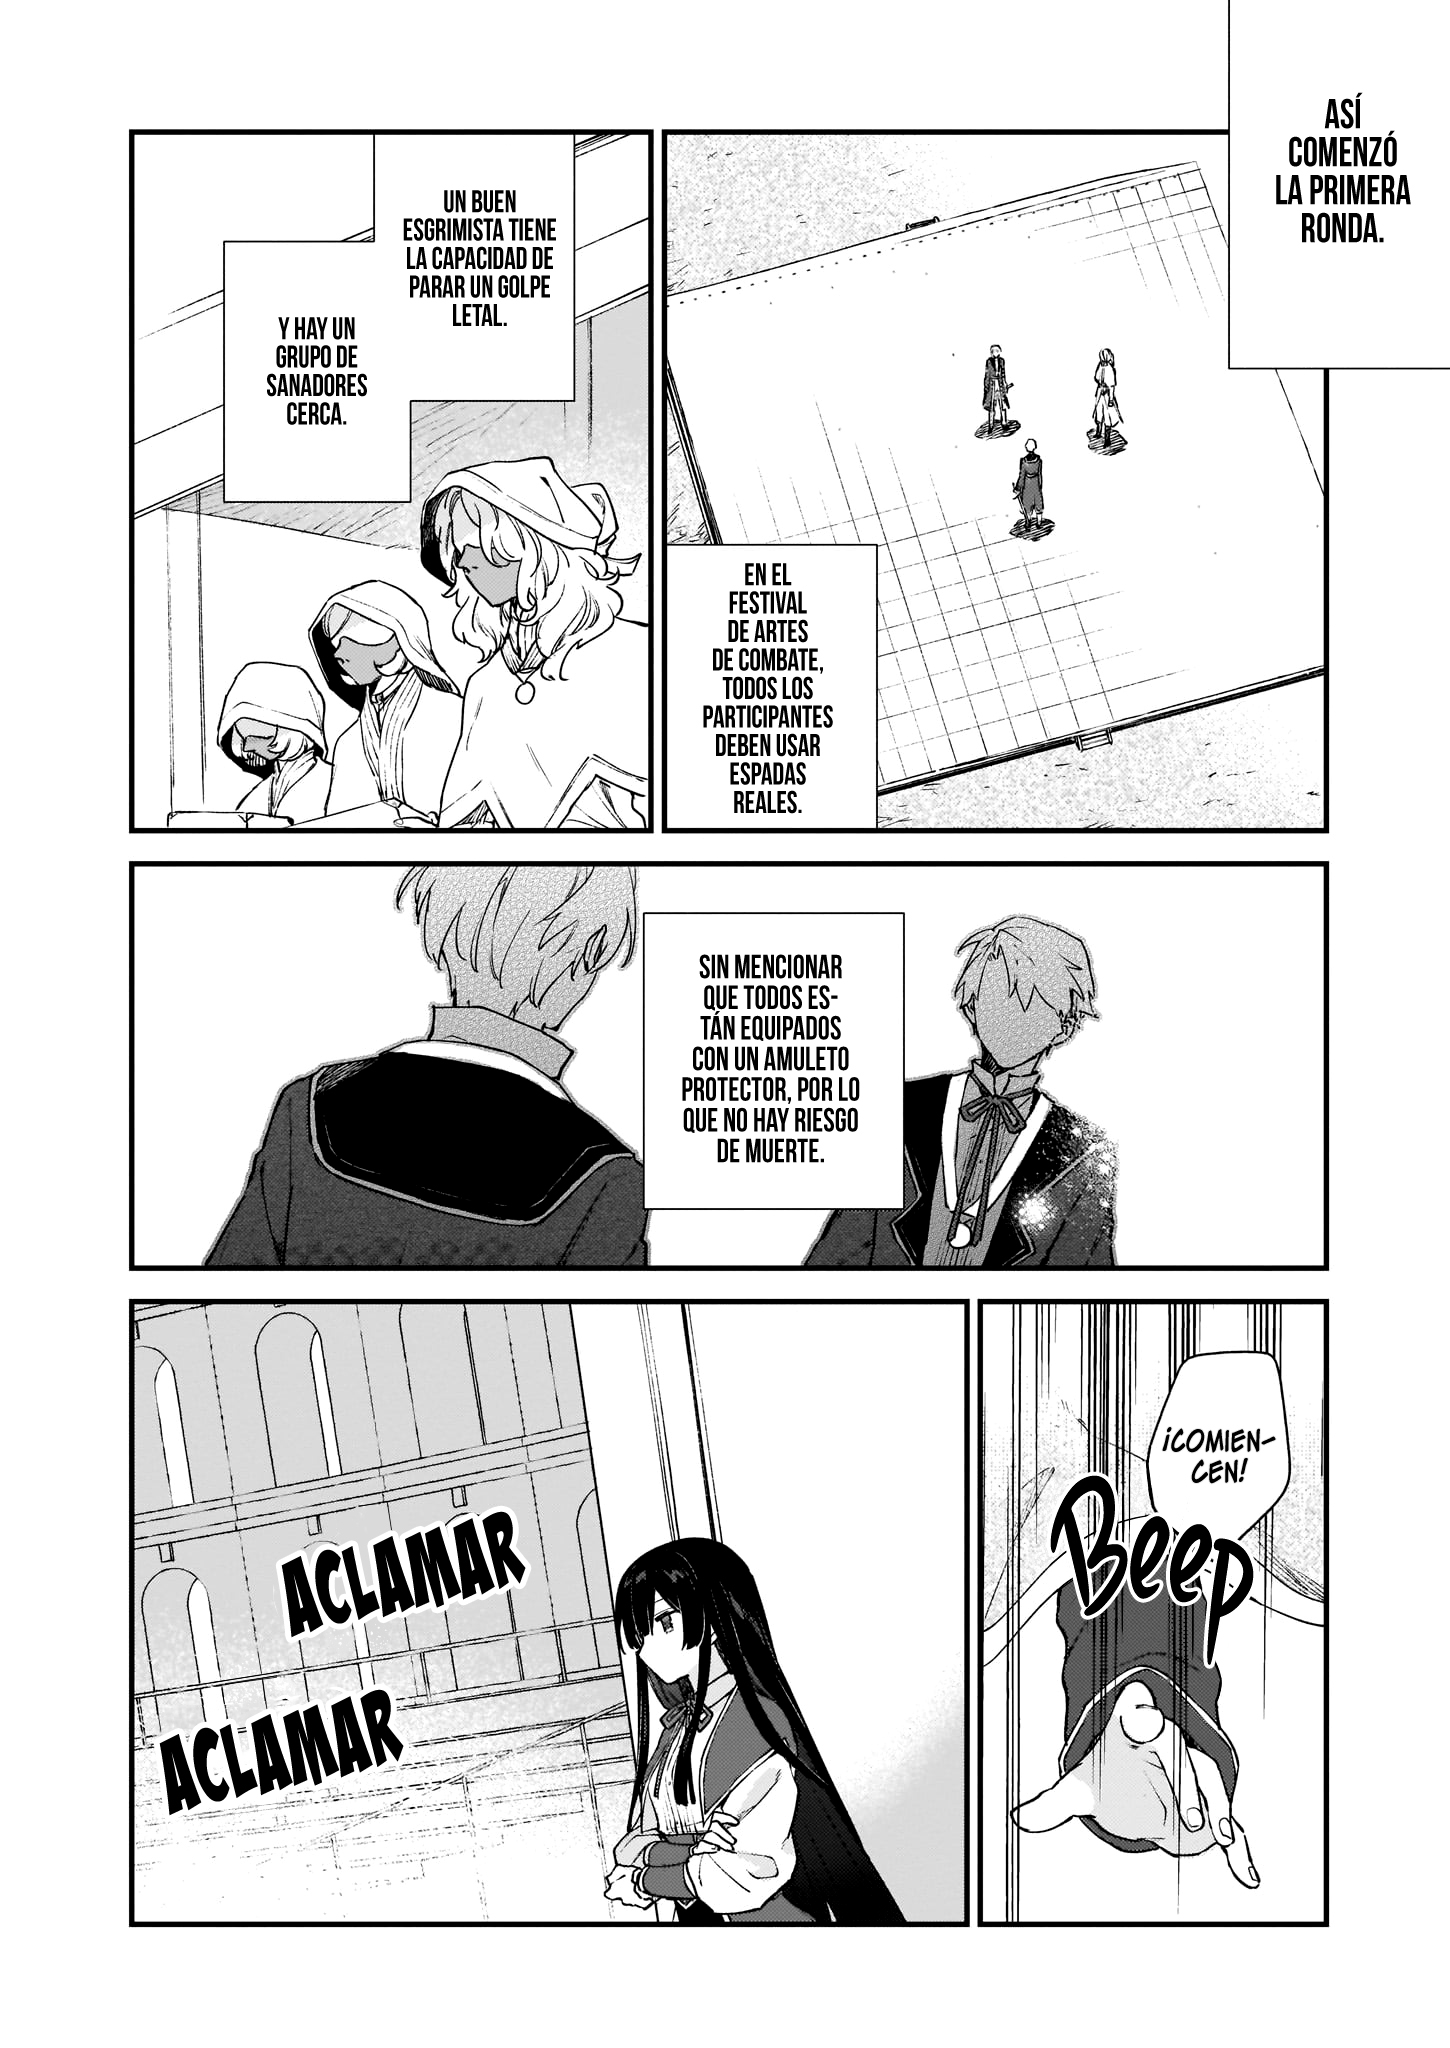 ASÍ
COMENZÓ
LA PRIMERA
RONDA.
EN EL
FESTIVAL
DE ARTES
DE COMBATE,
TODOS LOS
PARTICIPANTES
DEBEN USAR
ESPADAS
REALES.
UN BUEN
ESGRIMISTA TIENE
LA CAPACIDAD DE
PARAR UN GOLPE
LETAL.
Y HAY UN
GRUPO DE
SANADORES
CERCA.
SIN MENCIONAR
QUE TODOS ES-
TÁN EQUIPADOS
CON UN AMULETO
PROTECTOR, POR LO
QUE NO HAY RIESGO
DE MUERTE.
¡COMIEN-
CEN!
Beep
ACLAMAR
ACLAMAR